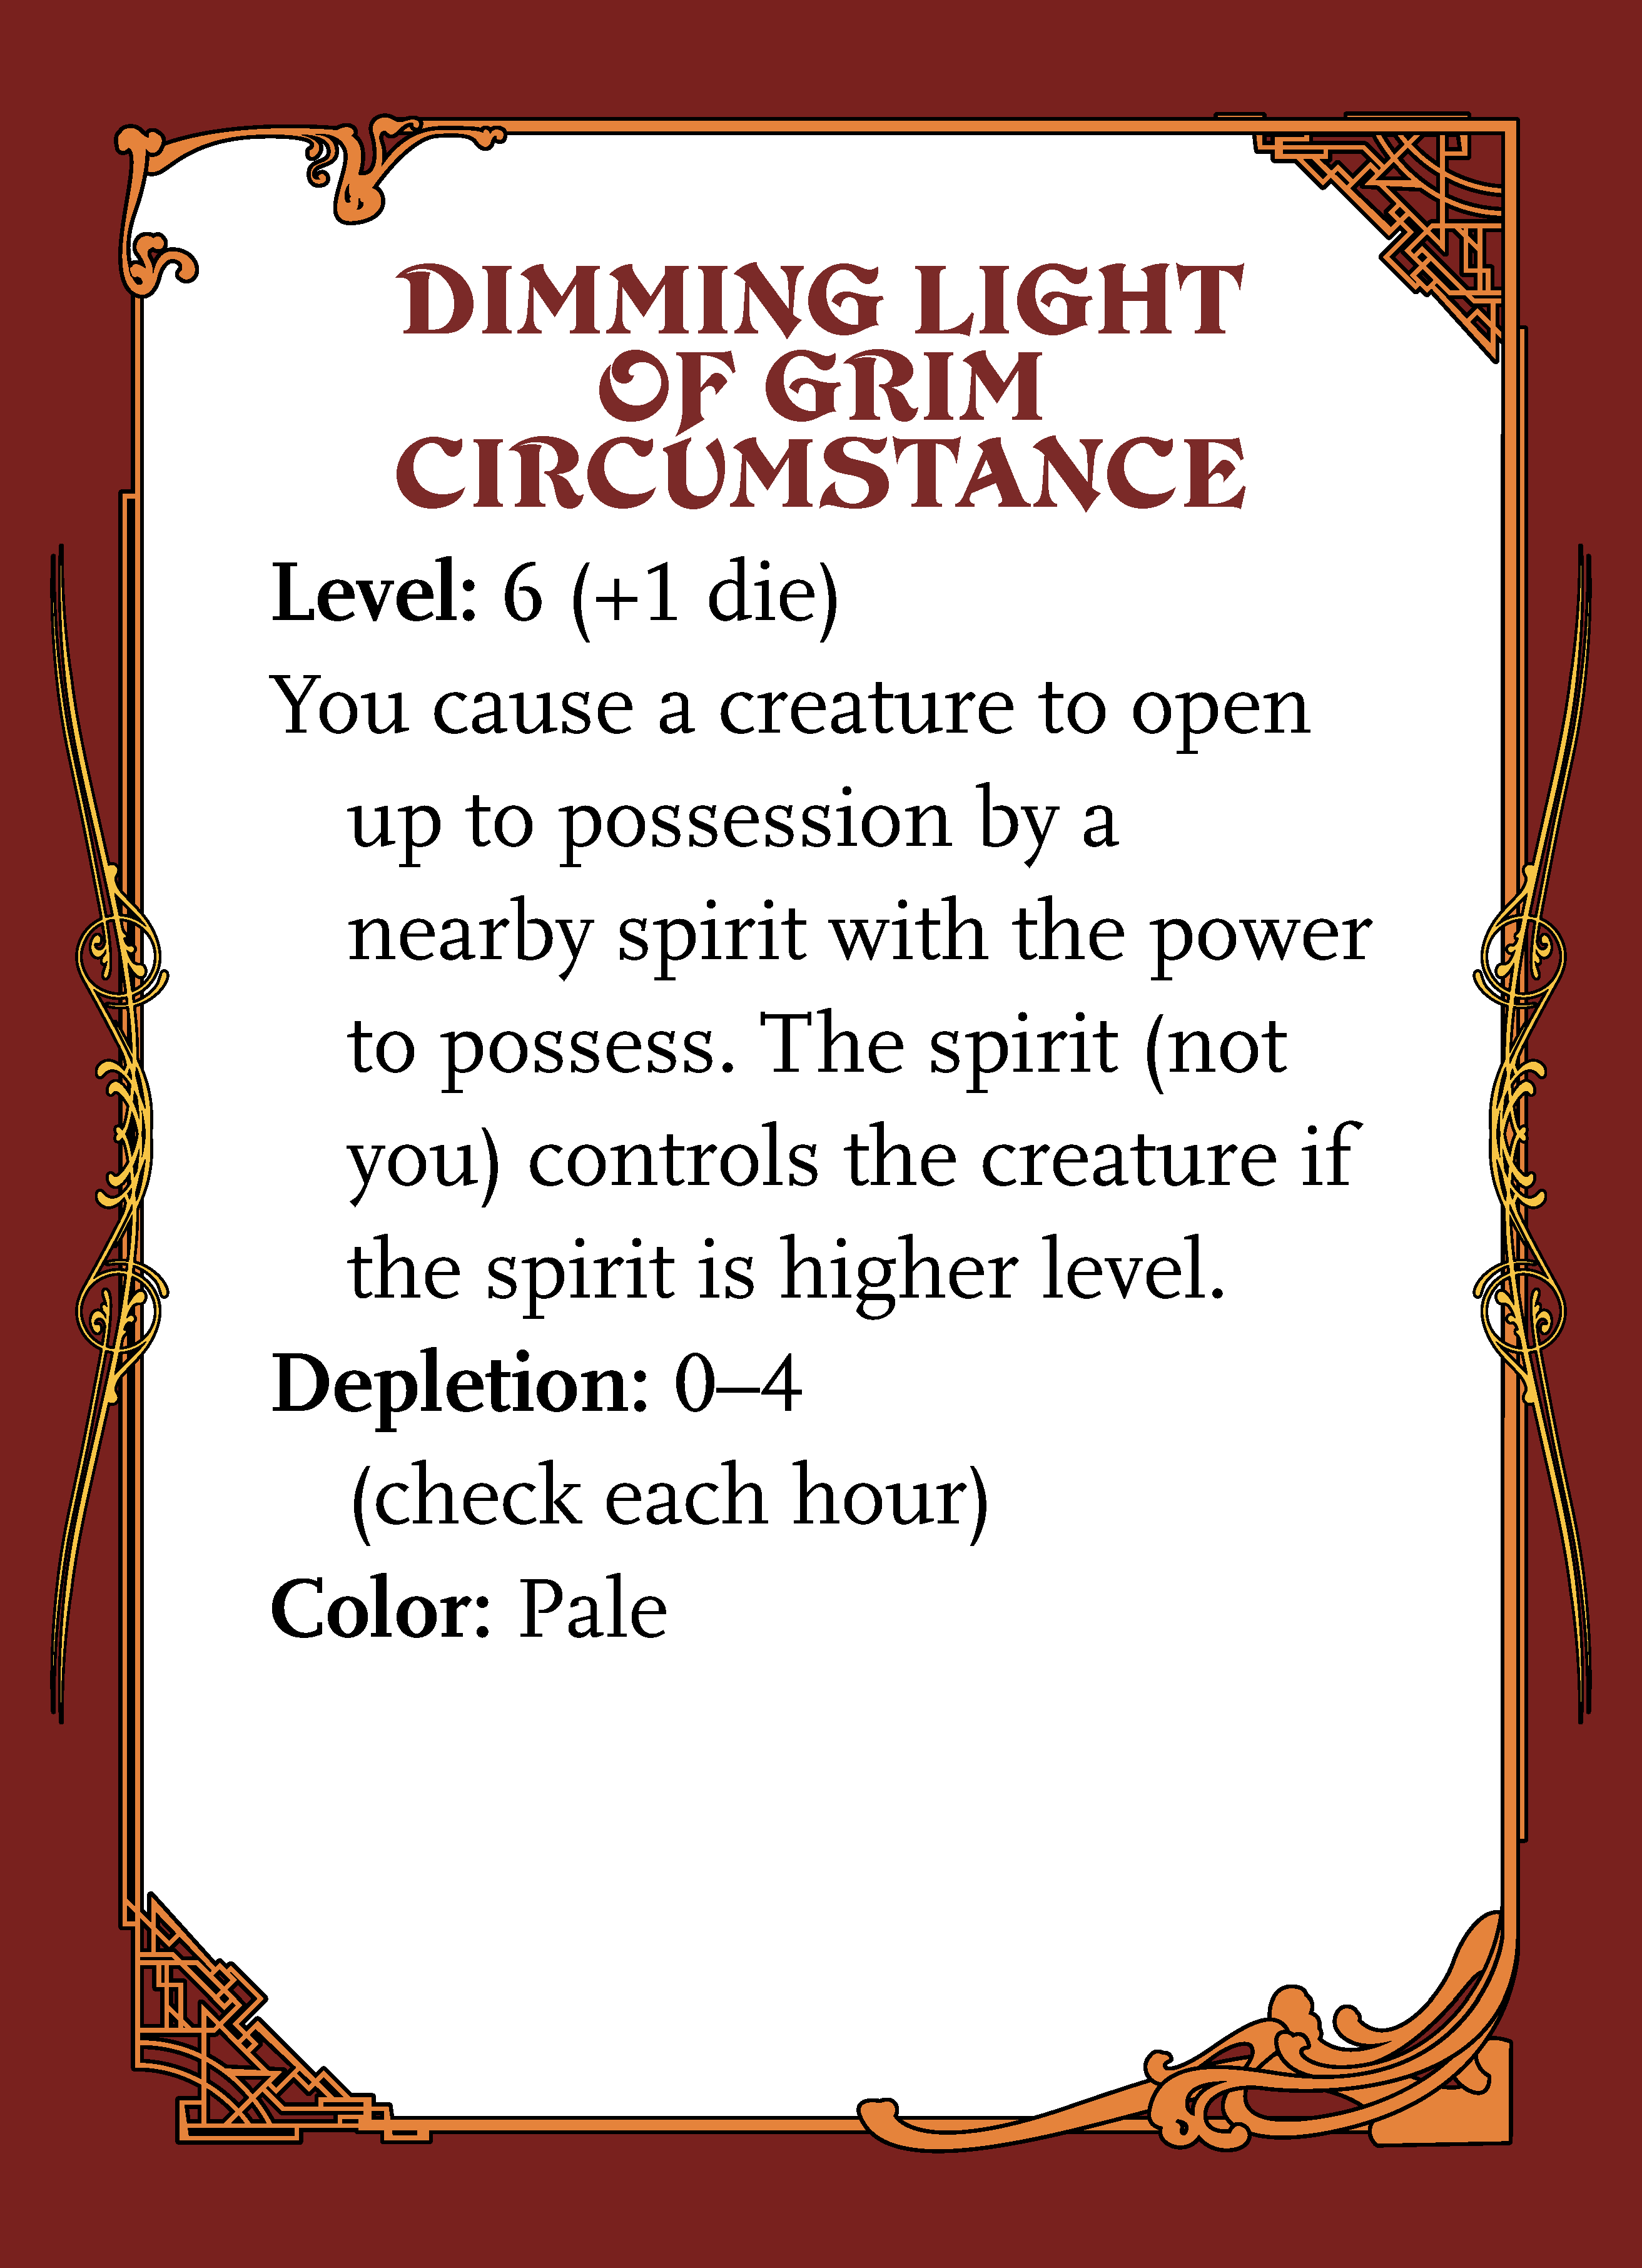 DIMMING LIGHT
OF GRIM
CIRCUMSTANCE
Level: 6 (+1 die)
You cause a creature to open
up to possession by a
nearby spirit with the power
to possess. The spirit (not
you) controls the creature if
the spirit is higher level.
Depletion: 0–4
(check each hour)
Color: Pale